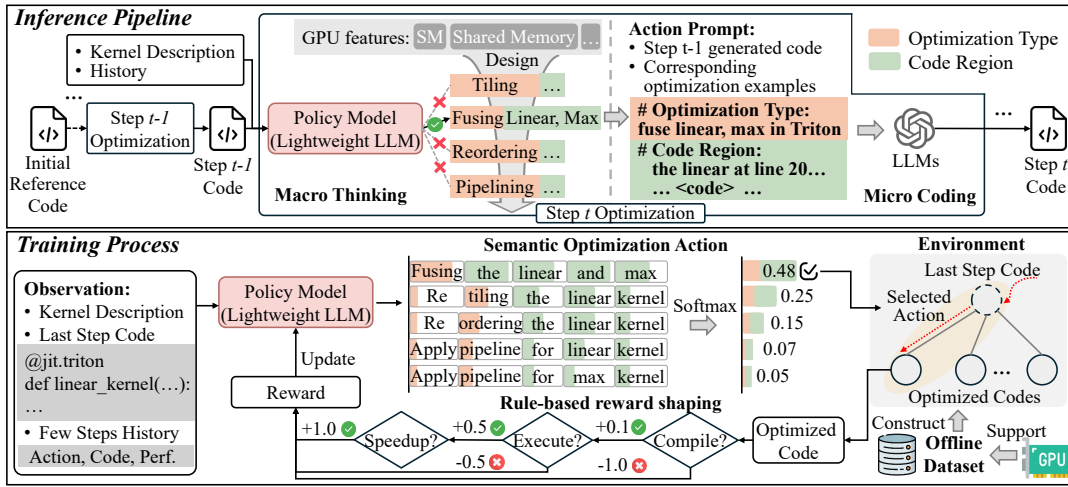 Inference Pipeline
• Kernel Description
• History
...
Initial
Reference
Code
Step t-1
Optimization
Step t-1
Code
GPU features: SM Shared Memory ...
Design
Policy Model
(Lightweight LLM)
Tiling ...
Fusing Linear, Max
Reordering ...
Pipelining ...
Macro Thinking
Action Prompt:
• Step t-1 generated code
• Corresponding
optimization examples
# Optimization Type:
fuse linear, max in Triton
# Code Region:
the linear at line 20...
... <code> ...
Optimization Type
Code Region
LLMs
Micro Coding
...
Step t
Code
Step t Optimization
Training Process
Observation:
• Kernel Description
• Last Step Code
@jit.triton
def linear_kernel(...):
...
• Few Steps History
Action, Code, Perf.
Policy Model
(Lightweight LLM)
Update
Reward
Semantic Optimization Action
Fusing the linear and max
Re tiling the linear kernel
Re ordering the linear kernel
Apply pipeline for linear kernel
Apply pipeline for max kernel
Softmax
0.48
0.25
0.15
0.07
0.05
Environment
Last Step Code
Selected
Action
...
Optimized Codes
Rule-based reward shaping
+1.0
Speedup?
+0.5
Execute?
+0.1
Compile?
-0.5
-1.0
Optimized
Code
Construct
Offline
Dataset
Support
GPU